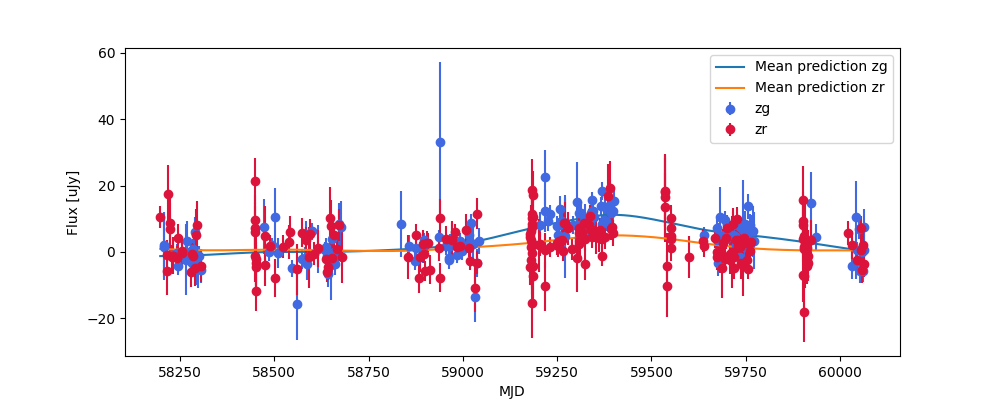 60
40
20
0
−20
Flux [uJy]
58250
58500
58750
59000
59250
59500
59750
60000
MJD
Mean prediction zg
Mean prediction zr
zg
zr